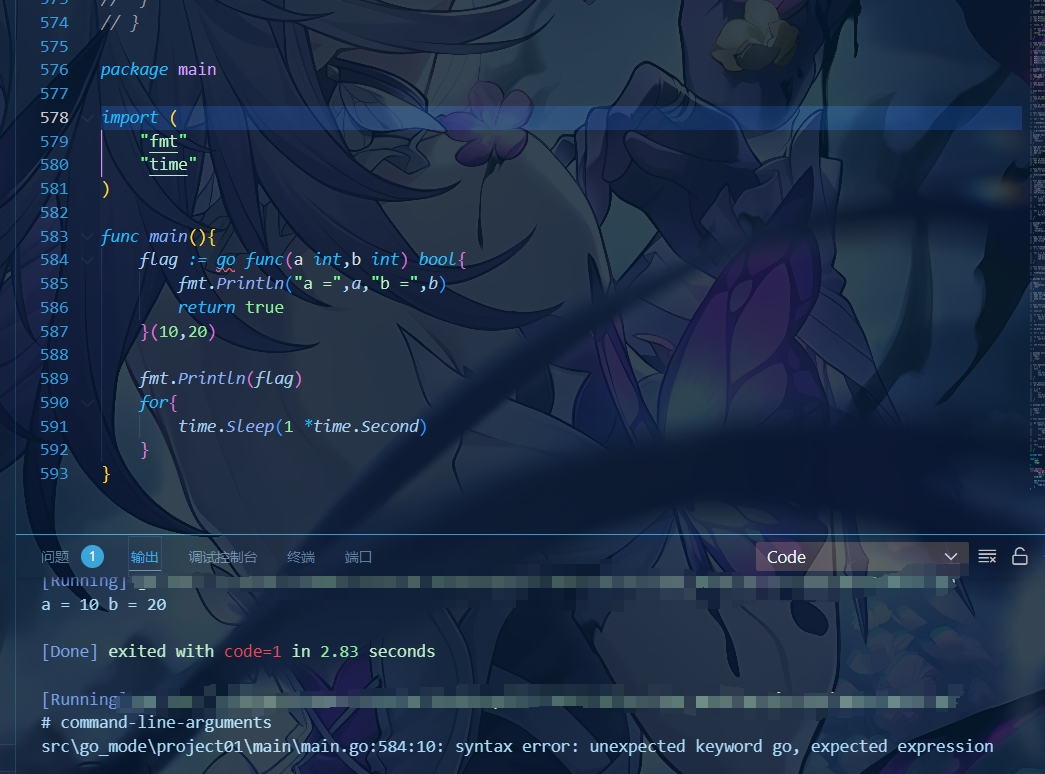 573 // }
574 // }
575
576 package main
577
578 import (
579 "fmt"
580 "time"
581 )
582
583 func main(){
584 flag := go func(a int,b int) bool{
585 fmt.Println("a =",a,"b =",b)
586 return true
587 }(10,20)
588
589 fmt.Println(flag)
590 for{
591 time.Sleep(1 *time.Second)
592 }
593 }
问题 1 输出 调试控制台 终端 端口 Code
[Running]
a = 10 b = 20
[Done] exited with code=1 in 2.83 seconds
[Running]
# command-line-arguments
src\go_mode\project01\main\main.go:584:10: syntax error: unexpected keyword go, expected expression